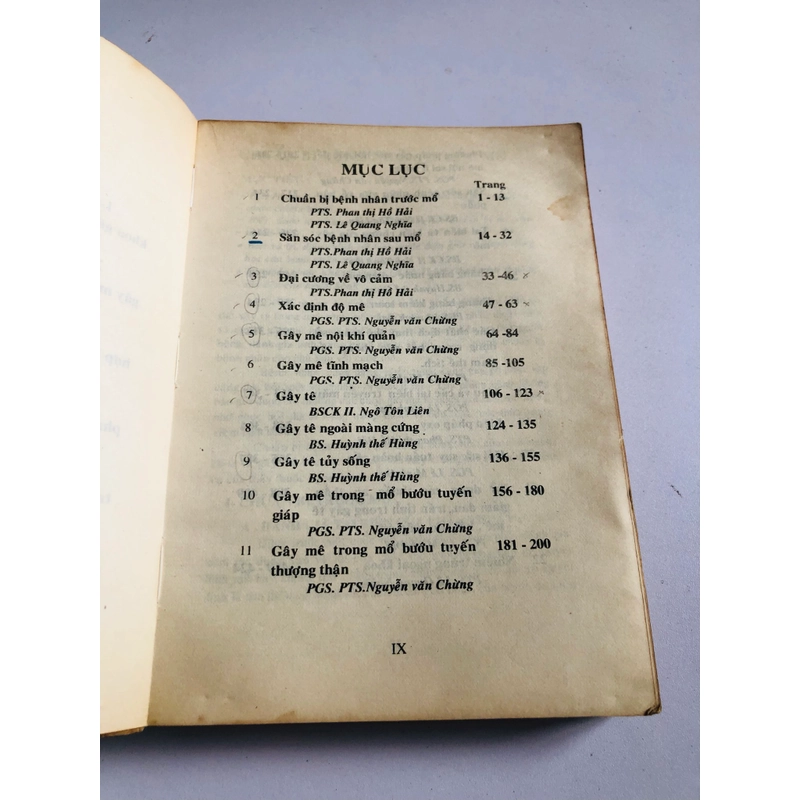 MỤC LỤC
Trang
1 Chuẩn bị bệnh nhân trước mổ 1 - 13
PTS. Phan thị Hồ Hải
PTS. Lê Quang Nghĩa
2 Săn sóc bệnh nhân sau mổ 14 - 32
PTS.Phan thị Hồ Hải
PTS. Lê Quang Nghĩa
3 Đại cương về vô cảm 33 -46
PTS.Phan thị Hồ Hải
4 Xác định độ mê 47 - 63
PGS. PTS. Nguyễn văn Chừng
5 Gây mê nội khí quản 64 -84
PGS. PTS. Nguyễn văn Chừng
6 Gây mê tĩnh mạch 85 -105
PGS. PTS. Nguyễn văn Chừng
7 Gây tê 106 - 123
BSCK II. Ngô Tôn Liên
8 Gây tê ngoài màng cứng 124 - 135
BS. Huỳnh thế Hùng
9 Gây tê tủy sống 136 - 155
BS. Huỳnh thế Hùng
10 Gây mê trong mổ bướu tuyến 156 - 180
giáp
PGS. PTS. Nguyễn văn Chừng
11 Gây mê trong mổ bướu tuyến 181 - 200
thượng thận
PGS. PTS.Nguyễn văn Chừng
IX